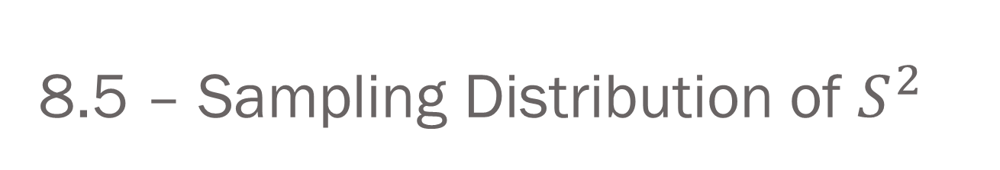 8.5 – Sampling Distribution of S²